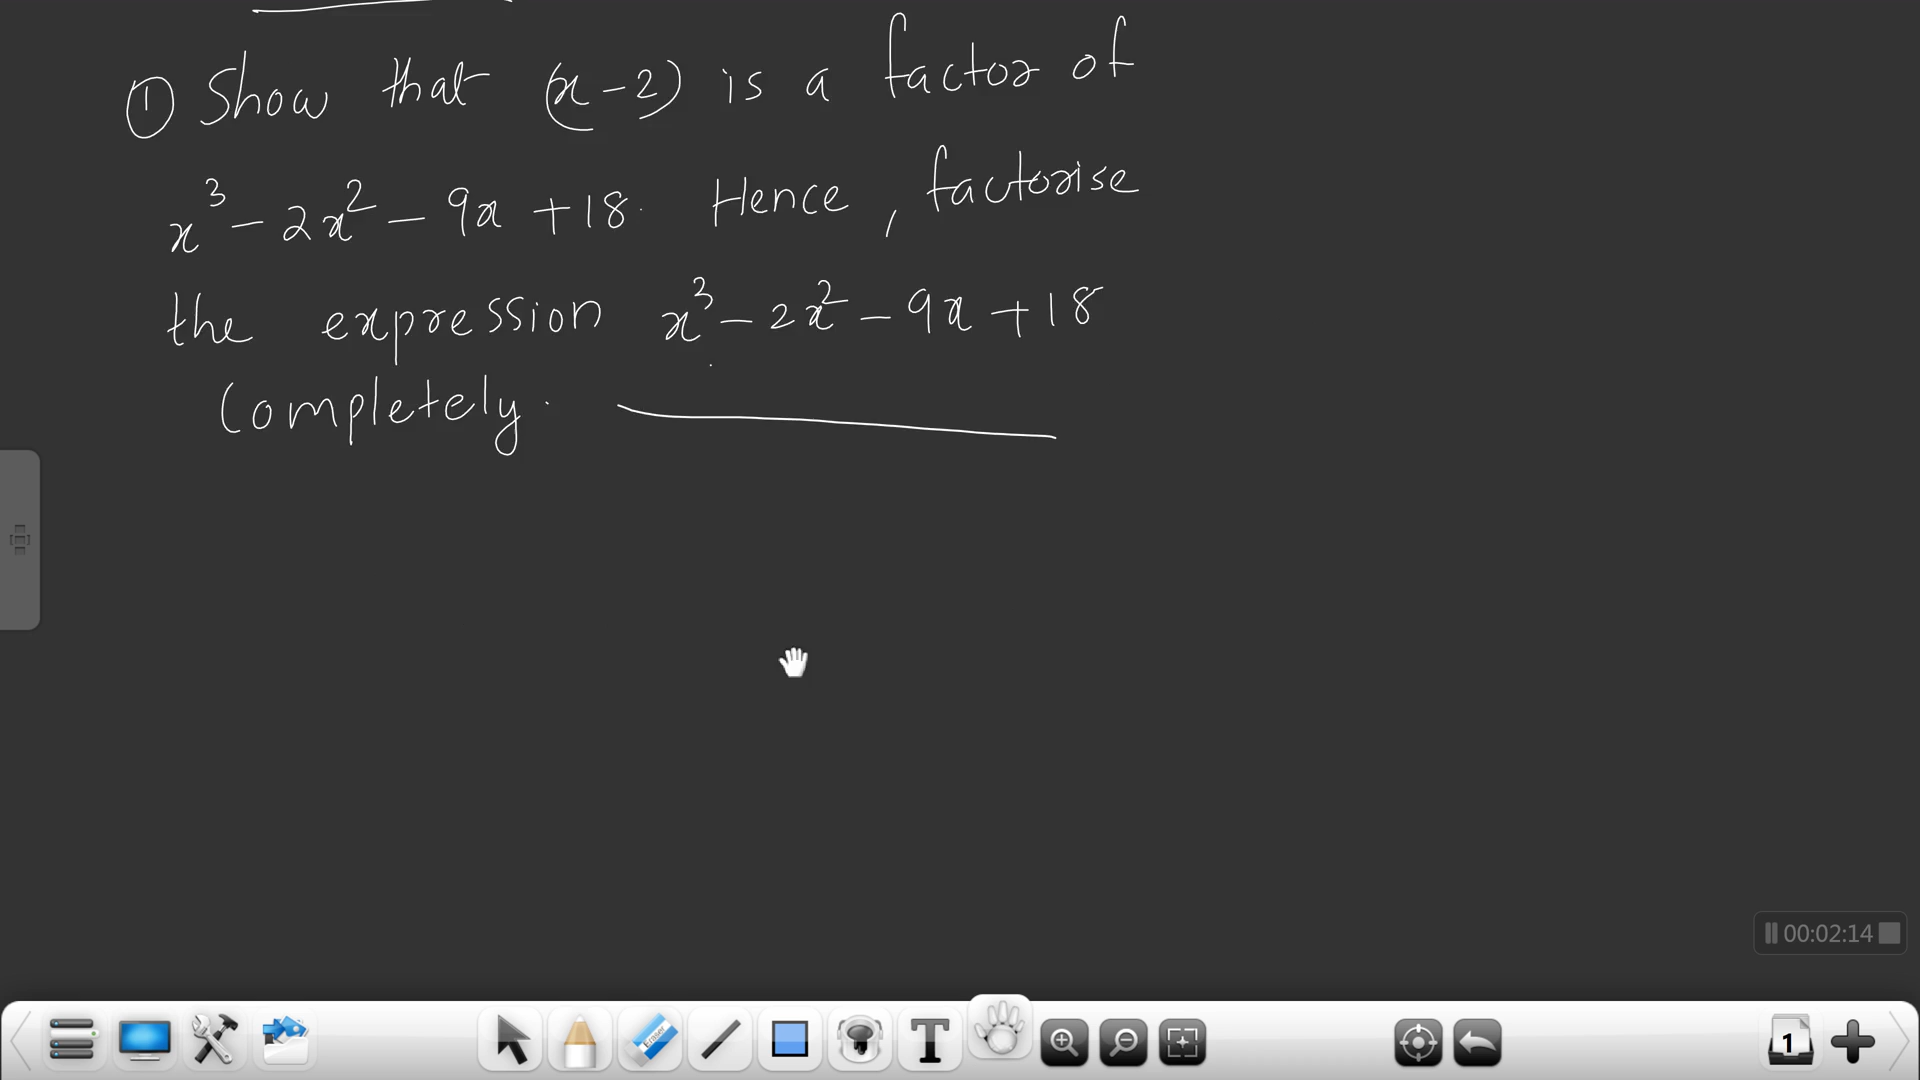 ① Show that (x-2) is a factor of
x³ - 2x² - 9x + 18. Hence, factorise
the expression x³ - 2x² - 9x + 18
completely.
00:02:14
Eraser
T
1